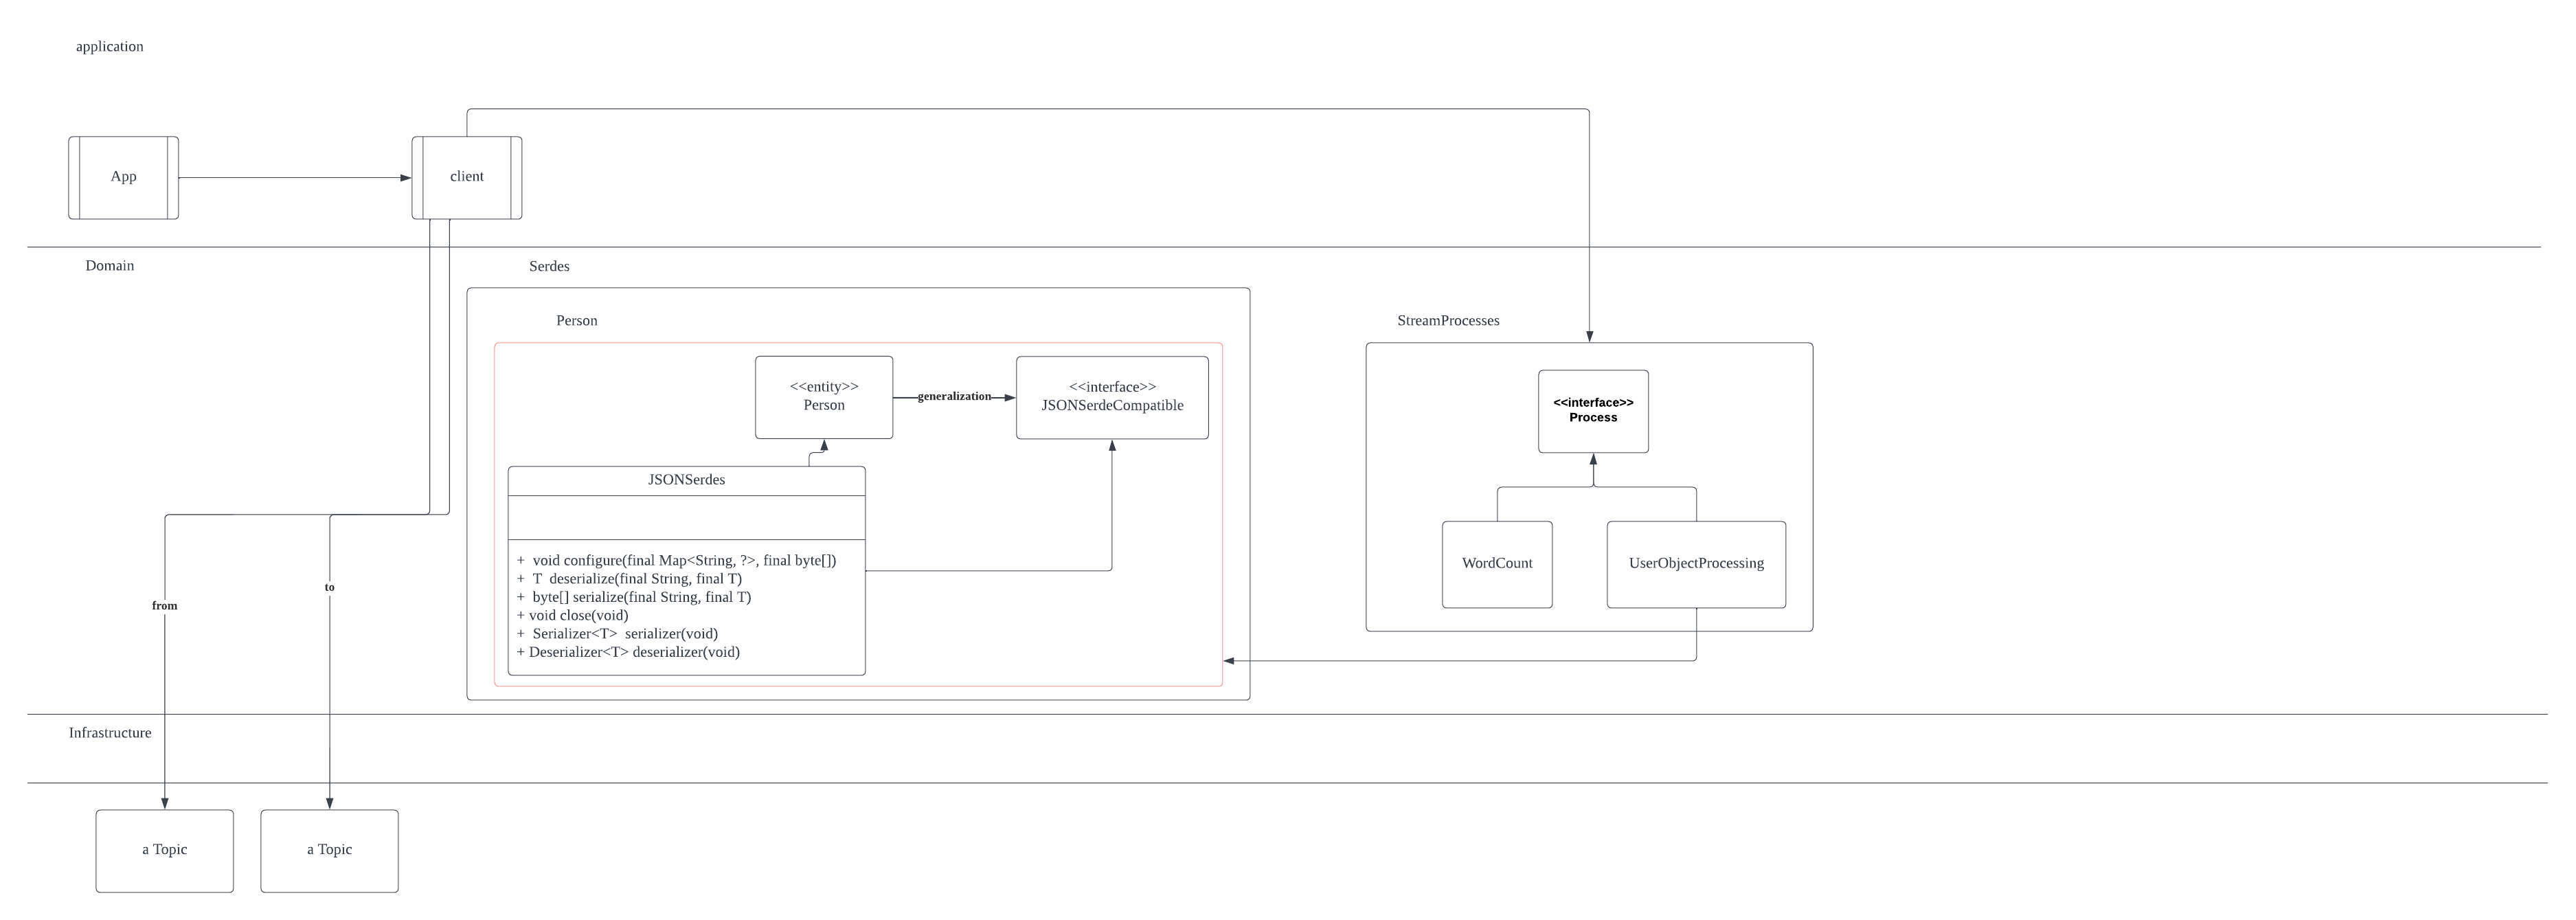 application
App
client
Domain
Serdes
Person
StreamProcesses
<<entity>>
Person
generalization
<<interface>>
JSONSerdeCompatible
<<interface>>
Process
JSONSerdes
+  void configure(final Map<String, ?>, final byte[])
+  T  deserialize(final String, final T)
+  byte[] serialize(final String, final T)
+ void close(void)
+  Serializer<T>  serializer(void)
+ Deserializer<T> deserializer(void)
WordCount
UserObjectProcessing
to
from
Infrastructure
a Topic
a Topic